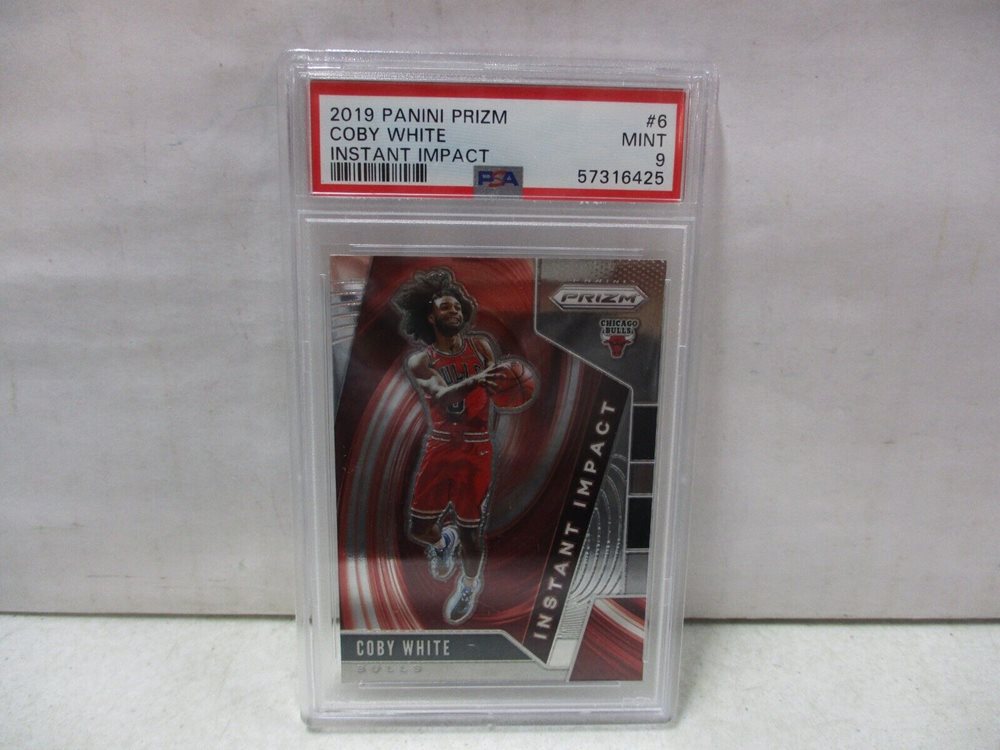 2019 PANINI PRIZM #6
COBY WHITE MINT
INSTANT IMPACT 9
PSA 57316425
PANINI
PRIZM
CHICAGO
BULLS
INSTANT IMPACT
COBY WHITE
BULLS